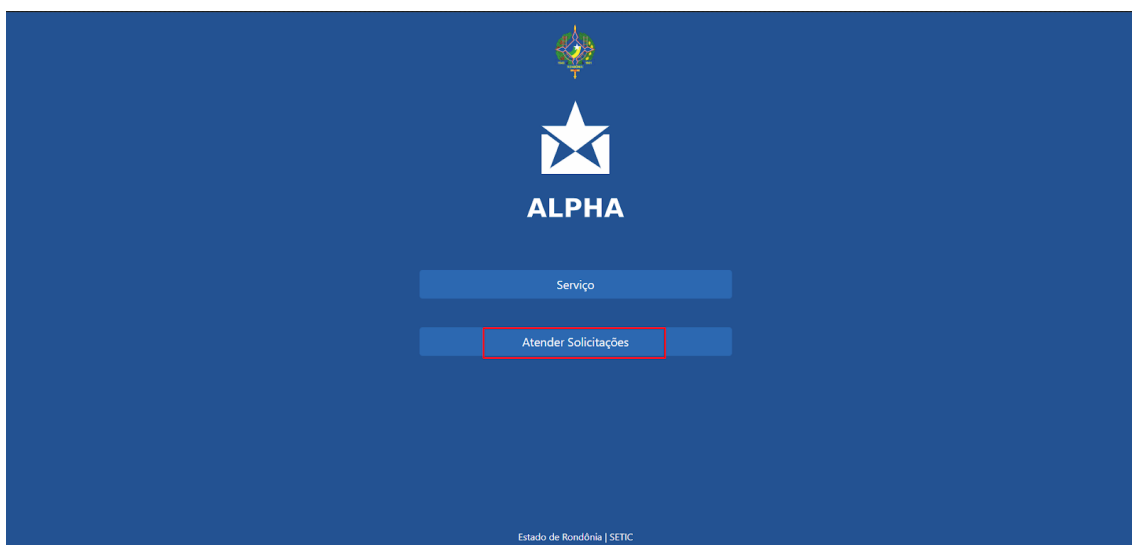 ALPHA
Serviço
Atender Solicitações
Estado de Rondônia | SETIC